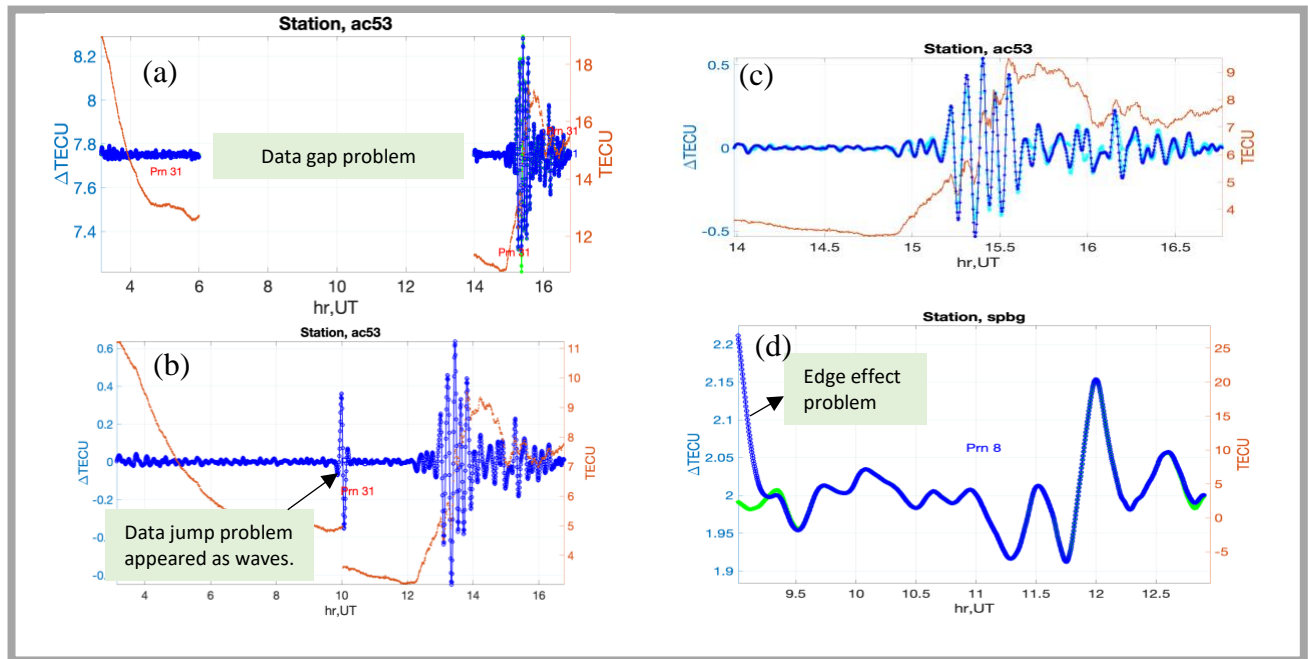 Station, ac53
(a)
8.2
8
7.8
7.6
7.4
ΔTECU
Data gap problem
Prn 31
Prn 31
Prn 31
18
16
14
12
TECU
4
6
8
10
12
14
16
hr,UT
Station, ac53
(b)
0.6
0.4
0.2
0
-0.2
-0.4
ΔTECU
Prn 31
Data jump problem
appeared as waves.
11
10
9
8
7
6
5
4
TECU
4
6
8
10
12
14
16
hr,UT
Station, ac53
(c)
0.5
0
-0.5
ΔTECU
9
8
7
6
5
4
TECU
14
14.5
15
15.5
16
16.5
hr,UT
Station, spbg
(d)
2.2
2.15
2.1
2.05
2
1.95
1.9
ΔTECU
Edge effect
problem
Prn 8
25
20
15
10
5
0
-5
TECU
9.5
10
10.5
11
11.5
12
12.5
hr,UT